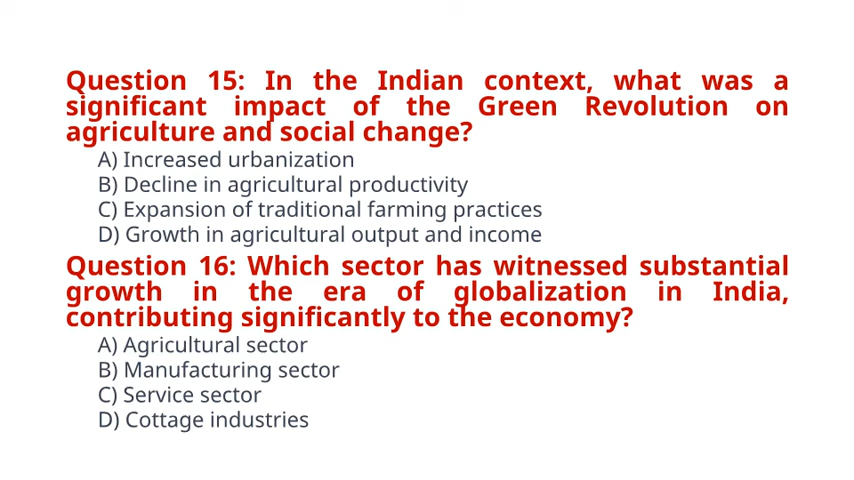 Question 15: In the Indian context, what was a
significant impact of the Green Revolution on
agriculture and social change?
A) Increased urbanization
B) Decline in agricultural productivity
C) Expansion of traditional farming practices
D) Growth in agricultural output and income
Question 16: Which sector has witnessed substantial
growth in the era of globalization in India,
contributing significantly to the economy?
A) Agricultural sector
B) Manufacturing sector
C) Service sector
D) Cottage industries